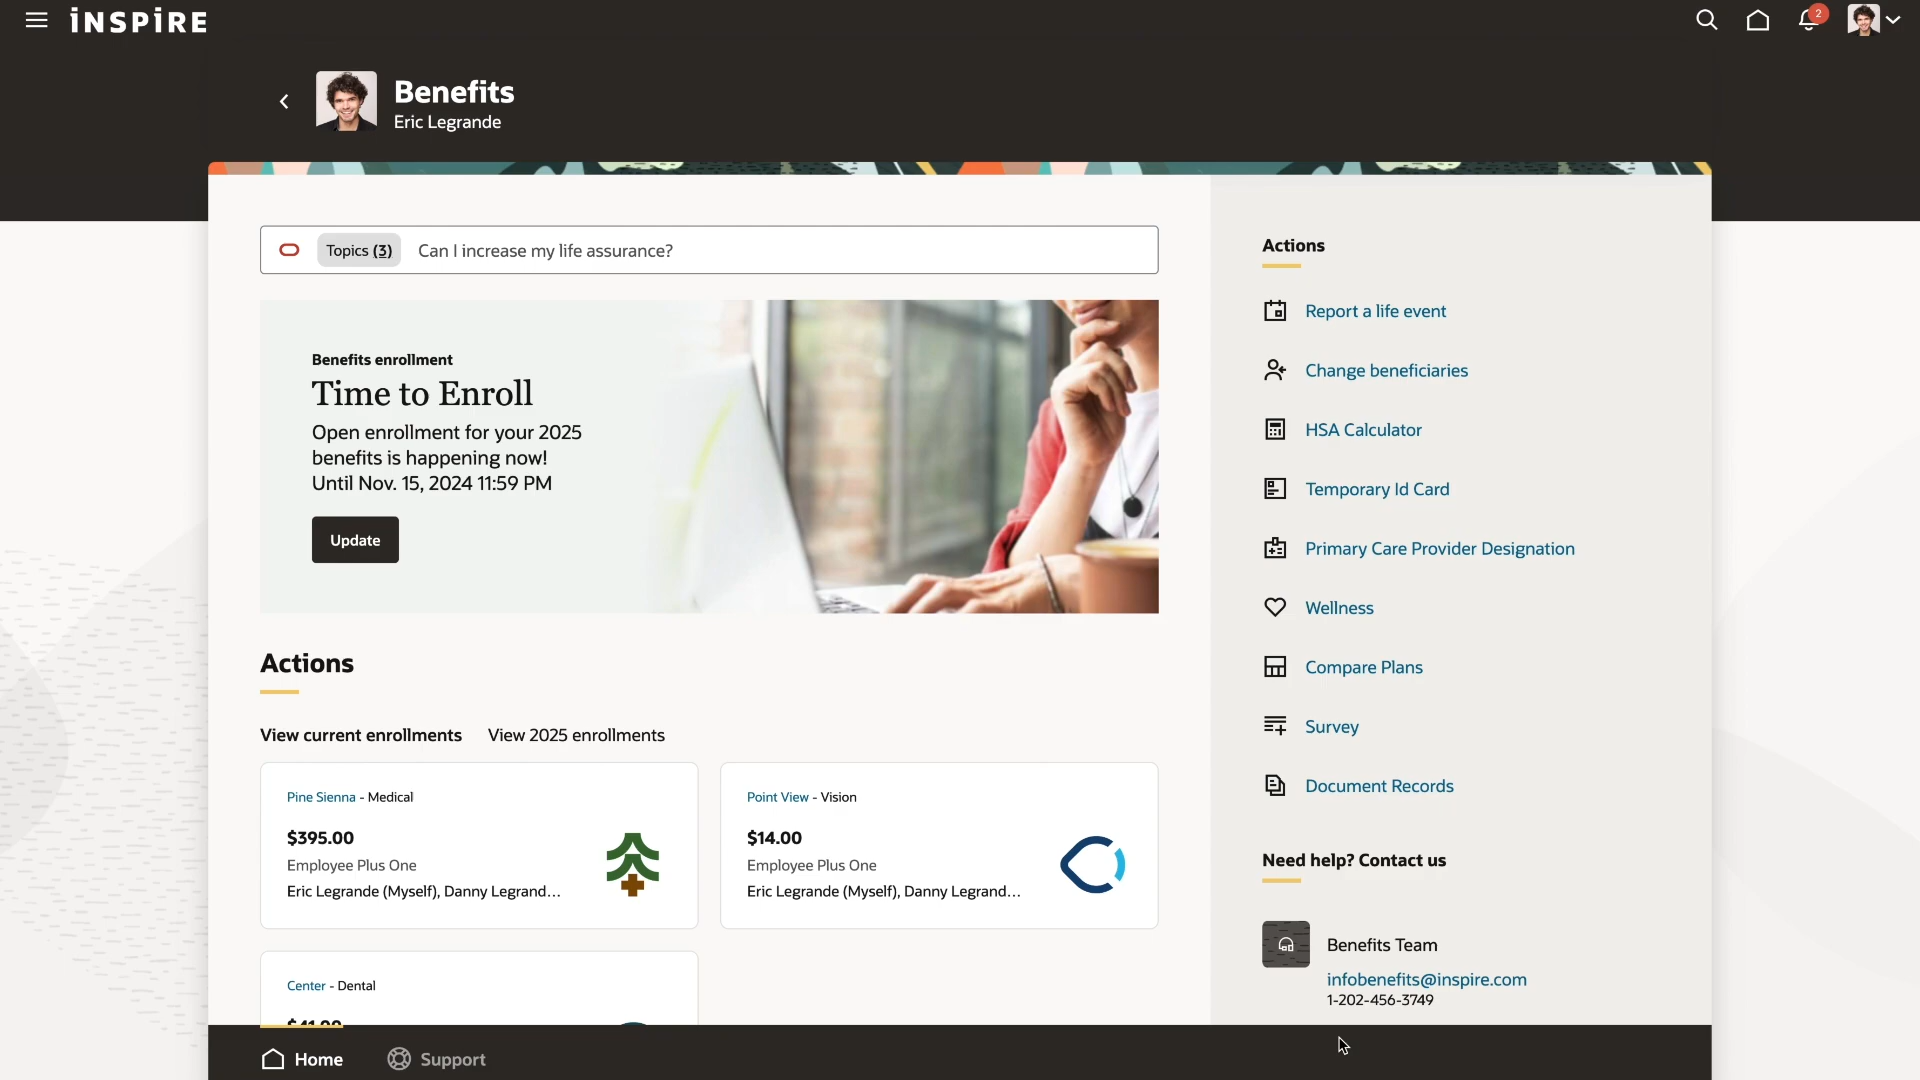 iNSPiRE
2
Benefits
Eric Legrande
Topics (3) Can I increase my life assurance?
Benefits enrollment
Time to Enroll
Open enrollment for your 2025
benefits is happening now!
Until Nov. 15, 2024 11:59 PM
Update
Actions
View current enrollments View 2025 enrollments
Pine Sienna - Medical
$395.00
Employee Plus One
Eric Legrande (Myself), Danny Legrand...
Point View - Vision
$14.00
Employee Plus One
Eric Legrande (Myself), Danny Legrand...
Center - Dental
Actions
Report a life event
Change beneficiaries
HSA Calculator
Temporary Id Card
Primary Care Provider Designation
Wellness
Compare Plans
Survey
Document Records
Need help? Contact us
Benefits Team
infobenefits@inspire.com
1-202-456-3749
Home
Support